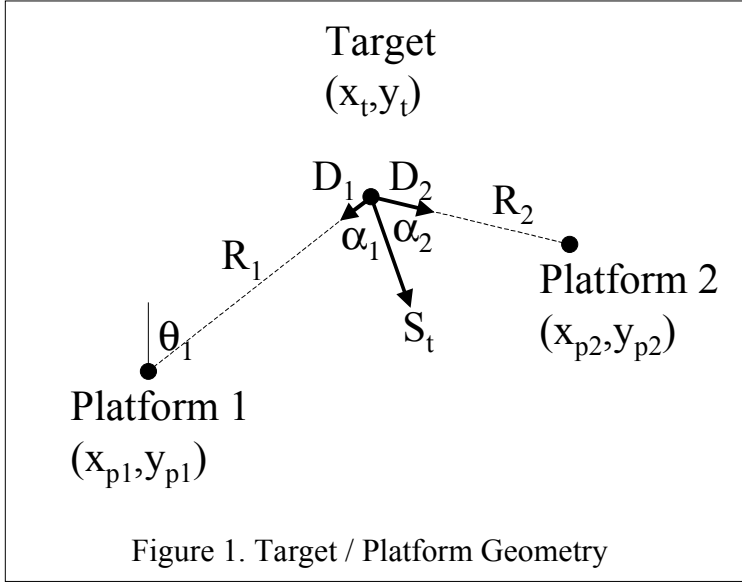 Target
(xₜ,yₜ)
D₁ D₂
R₂
α₁ α₂
R₁
Platform 2
(xₚ₂,yₚ₂)
Sₜ
θ₁
Platform 1
(xₚ₁,yₚ₁)
Figure 1. Target / Platform Geometry